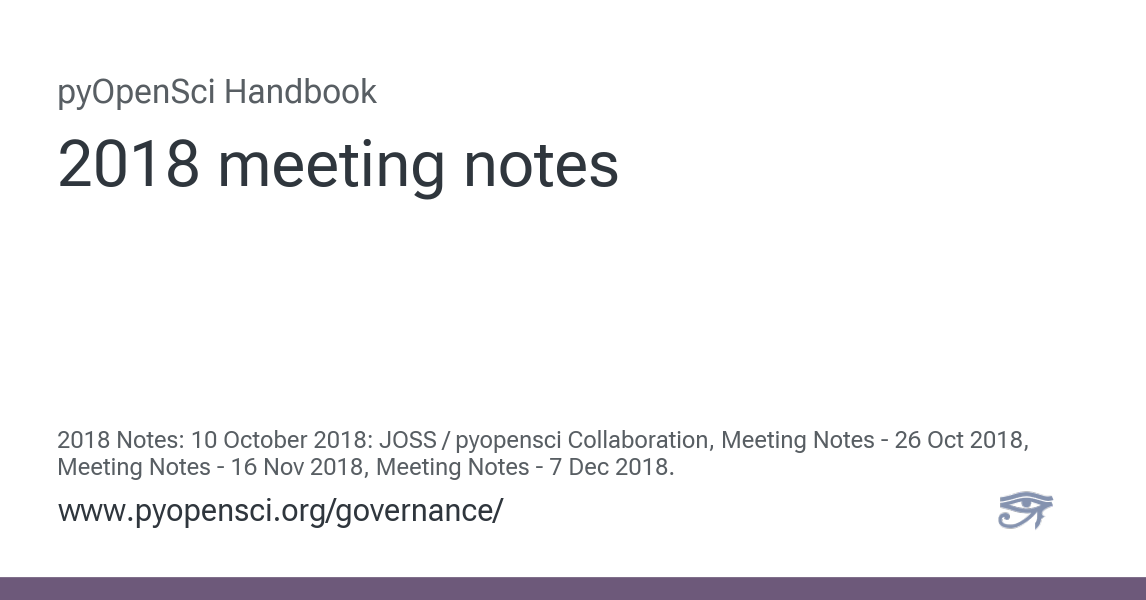 pyOpenSci Handbook
2018 meeting notes
2018 Notes: 10 October 2018: JOSS / pyopensci Collaboration, Meeting Notes - 26 Oct 2018,
Meeting Notes - 16 Nov 2018, Meeting Notes - 7 Dec 2018.
www.pyopensci.org/governance/